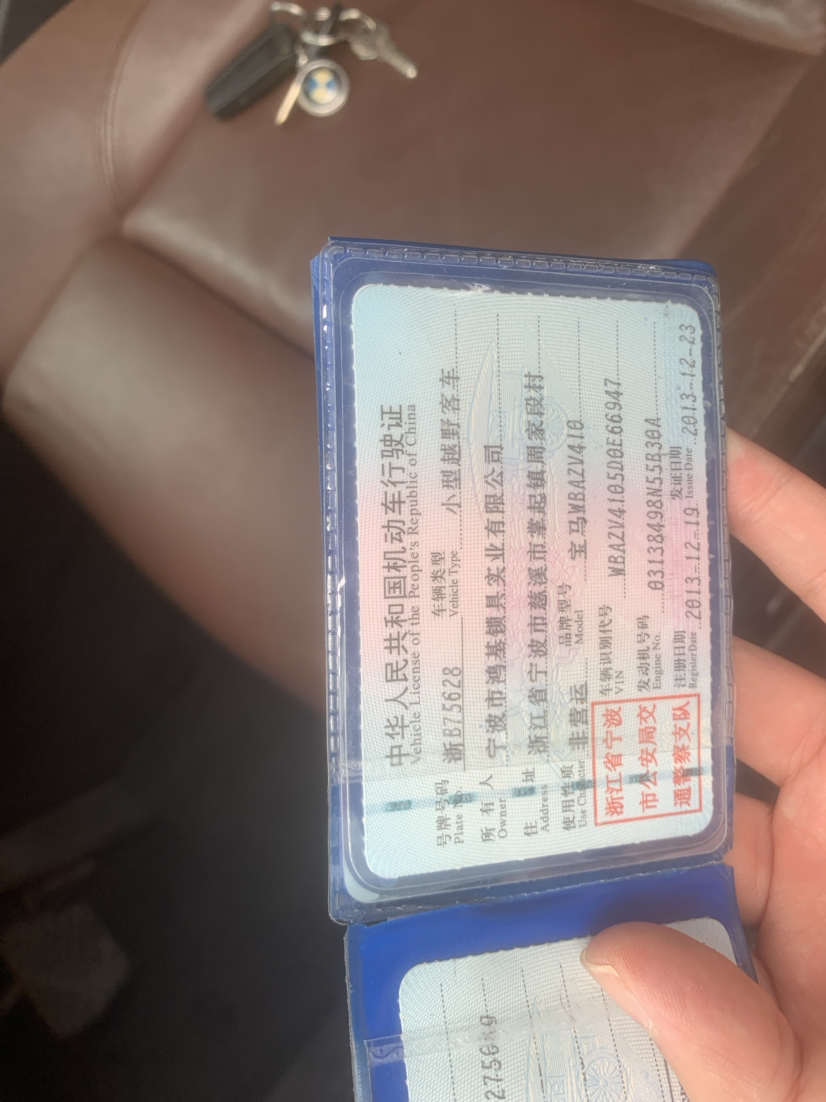 中华人民共和国机动车行驶证
Vehicle License of the People's Republic of China
号牌号码 浙B75628 车辆类型 小型越野客车
Plate No. Vehicle Type
所有人 宁波市鸿基锁具实业有限公司
Owner
住址 浙江省宁波市慈溪市掌起镇周家段村
Address
使用性质 非营运 品牌型号 宝马WBAZV410
Use Character Model
浙江省宁波
市公安局交
通警察支队
车辆识别代号 WBAZV4105D0E66947
VIN
发动机号码 03138498N55B30A
Engine No.
注册日期 2013-12-19 发证日期 2013-12-23
Register Date Issue Date